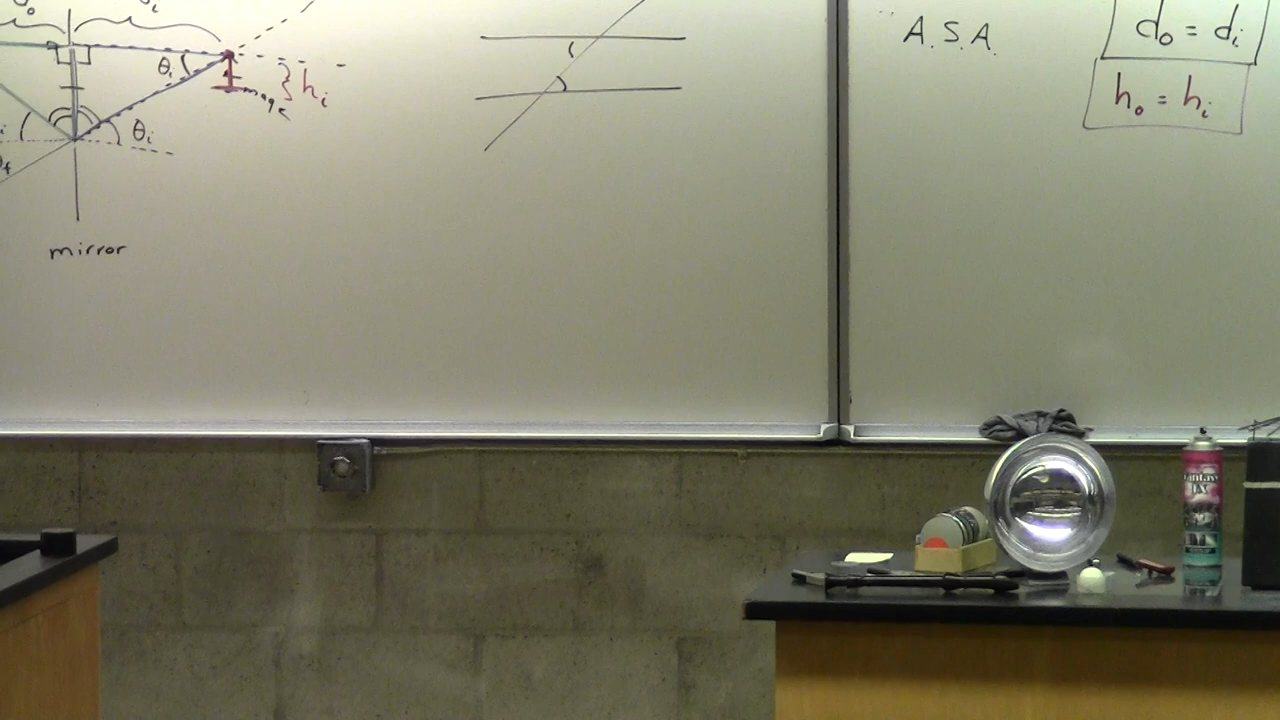 θi
hi
image
θi
mirror
A.S.A.
do = di
ho = hi